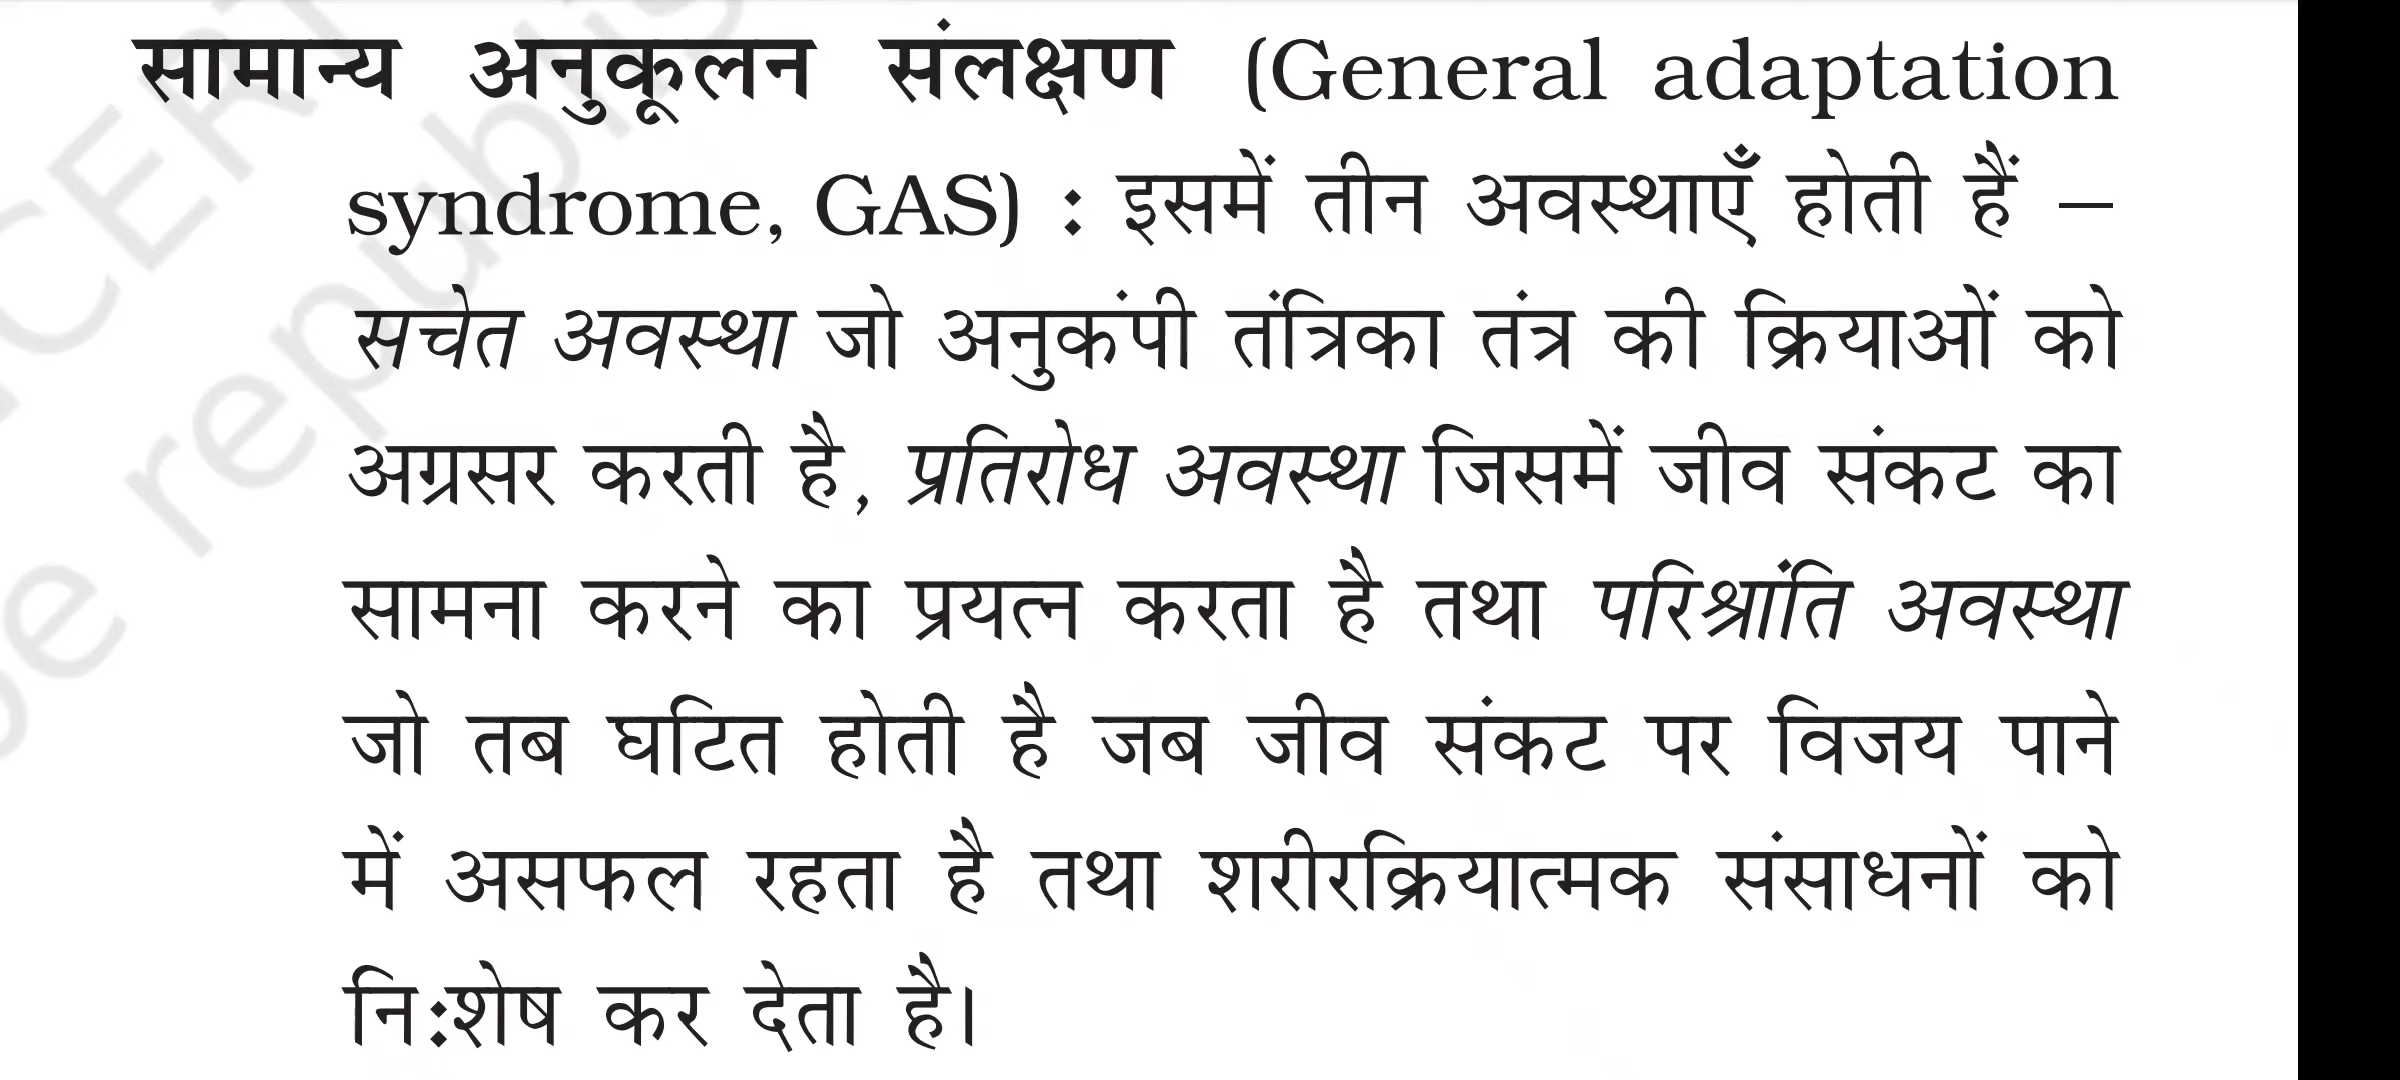 सामान्य अनुकूलन संलक्षण (General adaptation
syndrome, GAS) : इसमें तीन अवस्थाएँ होती हैं –
सचेत अवस्था जो अनुकंपी तंत्रिका तंत्र की क्रियाओं को
अग्रसर करती है, प्रतिरोध अवस्था जिसमें जीव संकट का
सामना करने का प्रयत्न करता है तथा परिश्रांति अवस्था
जो तब घटित होती है जब जीव संकट पर विजय पाने
में असफल रहता है तथा शरीरक्रियात्मक संसाधनों को
नि:शेष कर देता है।